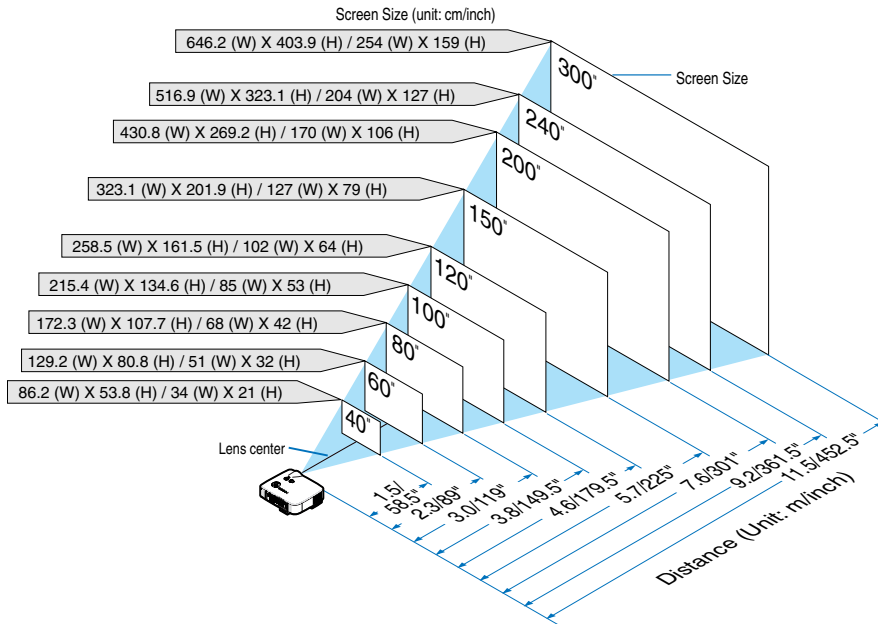 Screen Size (unit: cm/inch)
646.2 (W) X 403.9 (H) / 254 (W) X 159 (H)
300"
Screen Size
516.9 (W) X 323.1 (H) / 204 (W) X 127 (H)
240"
430.8 (W) X 269.2 (H) / 170 (W) X 106 (H)
200"
323.1 (W) X 201.9 (H) / 127 (W) X 79 (H)
150"
258.5 (W) X 161.5 (H) / 102 (W) X 64 (H)
120"
215.4 (W) X 134.6 (H) / 85 (W) X 53 (H)
100"
172.3 (W) X 107.7 (H) / 68 (W) X 42 (H)
80"
129.2 (W) X 80.8 (H) / 51 (W) X 32 (H)
60"
86.2 (W) X 53.8 (H) / 34 (W) X 21 (H)
40"
Lens center
1.5/
58.5"
2.3/89"
3.0/119"
3.8/149.5"
4.6/179.5"
5.7/225"
7.6/301"
9.2/361.5"
11.5/452.5"
Distance (Unit: m/inch)